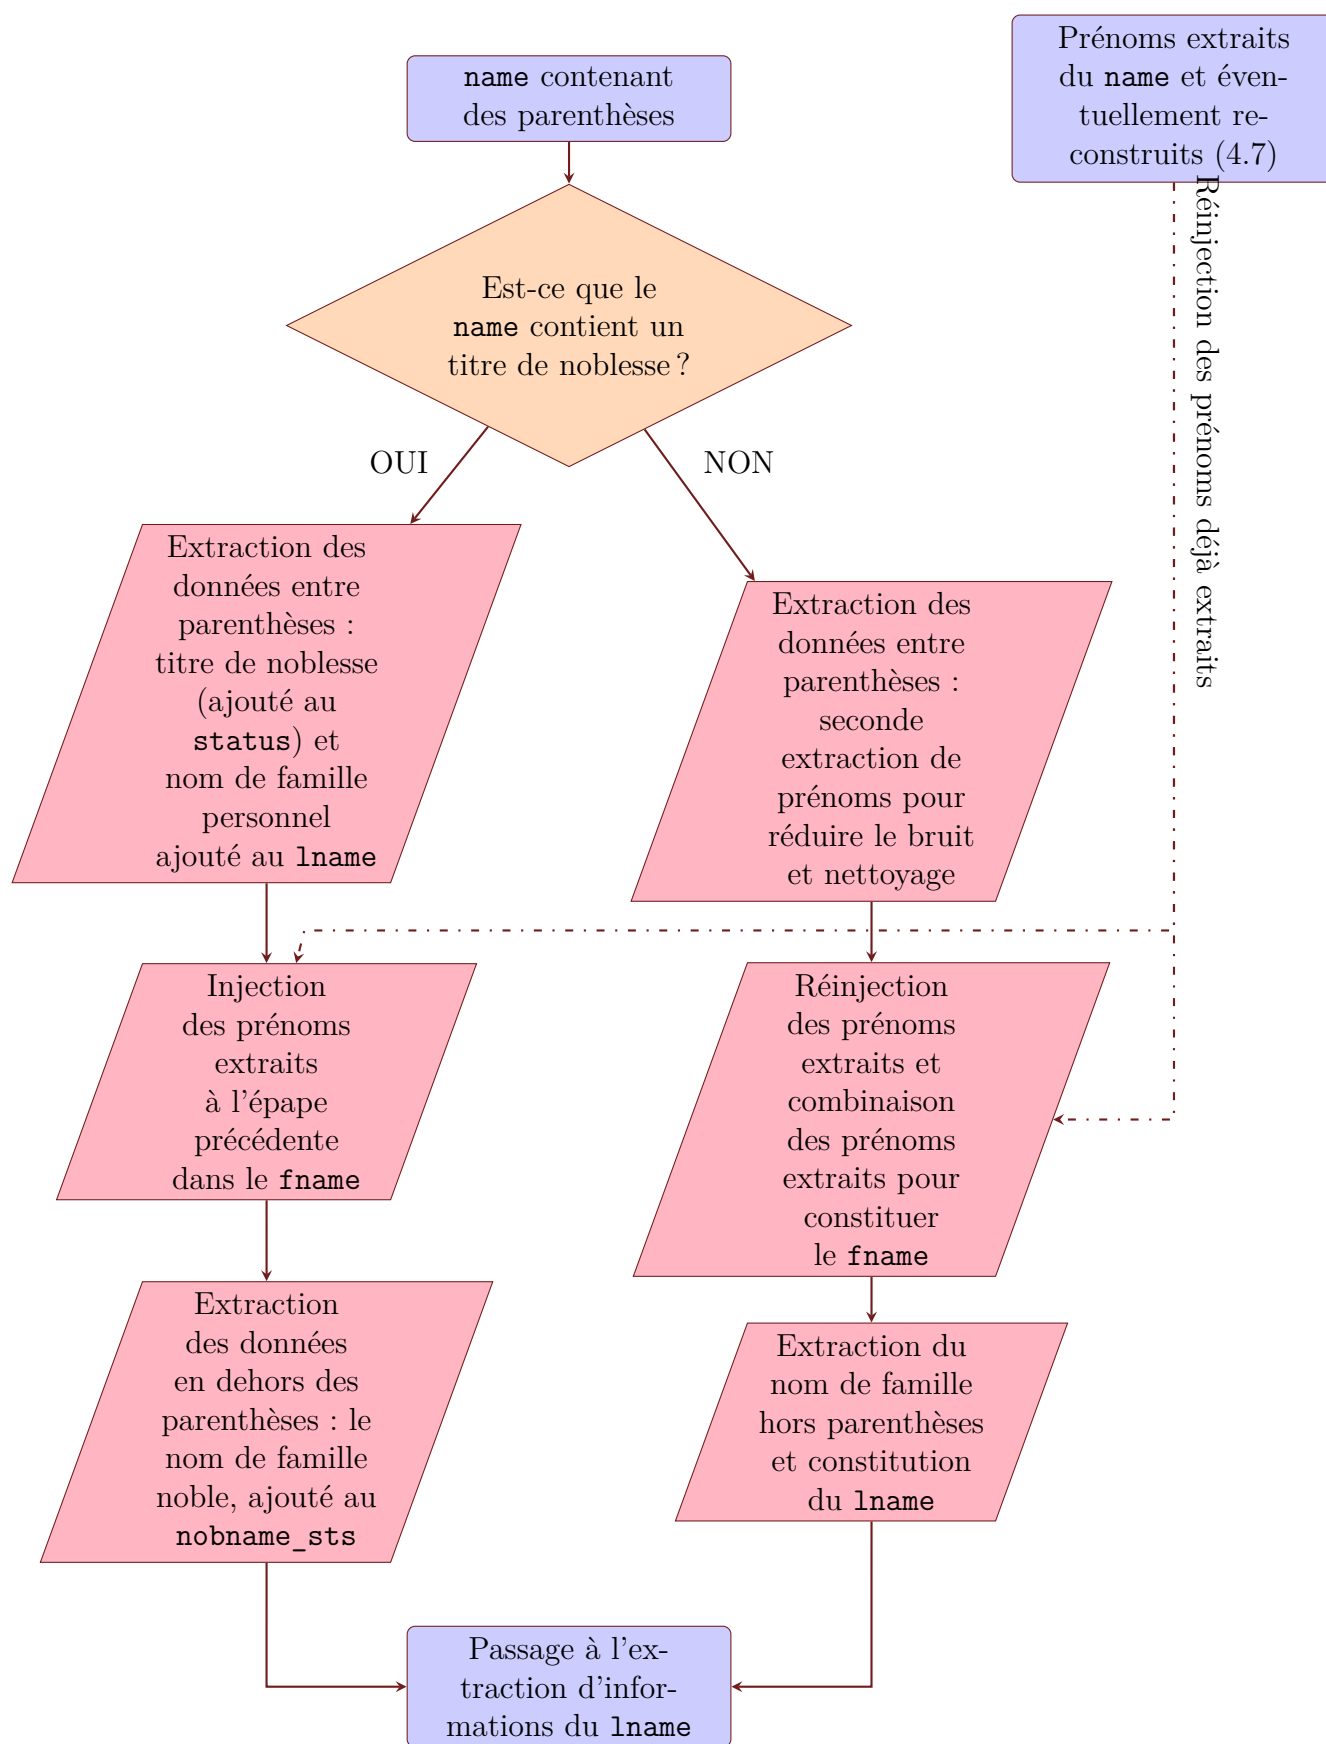 name contenant
des parenthèses
Prénoms extraits
du name et éven-
tuellement re-
construits (4.7)
Réinjection des prénoms déjà extraits
Est-ce que le
name contient un
titre de noblesse ?
OUI
NON
Extraction des
données entre
parenthèses :
titre de noblesse
(ajouté au
status) et
nom de famille
personnel
ajouté au lname
Extraction des
données entre
parenthèses :
seconde
extraction de
prénoms pour
réduire le bruit
et nettoyage
Injection
des prénoms
extraits
à l'épape
précédente
dans le fname
Réinjection
des prénoms
extraits et
combinaison
des prénoms
extraits pour
constituer
le fname
Extraction
des données
en dehors des
parenthèses : le
nom de famille
noble, ajouté au
nobname_sts
Extraction du
nom de famille
hors parenthèses
et constitution
du lname
Passage à l'ex-
traction d'infor-
mations du lname